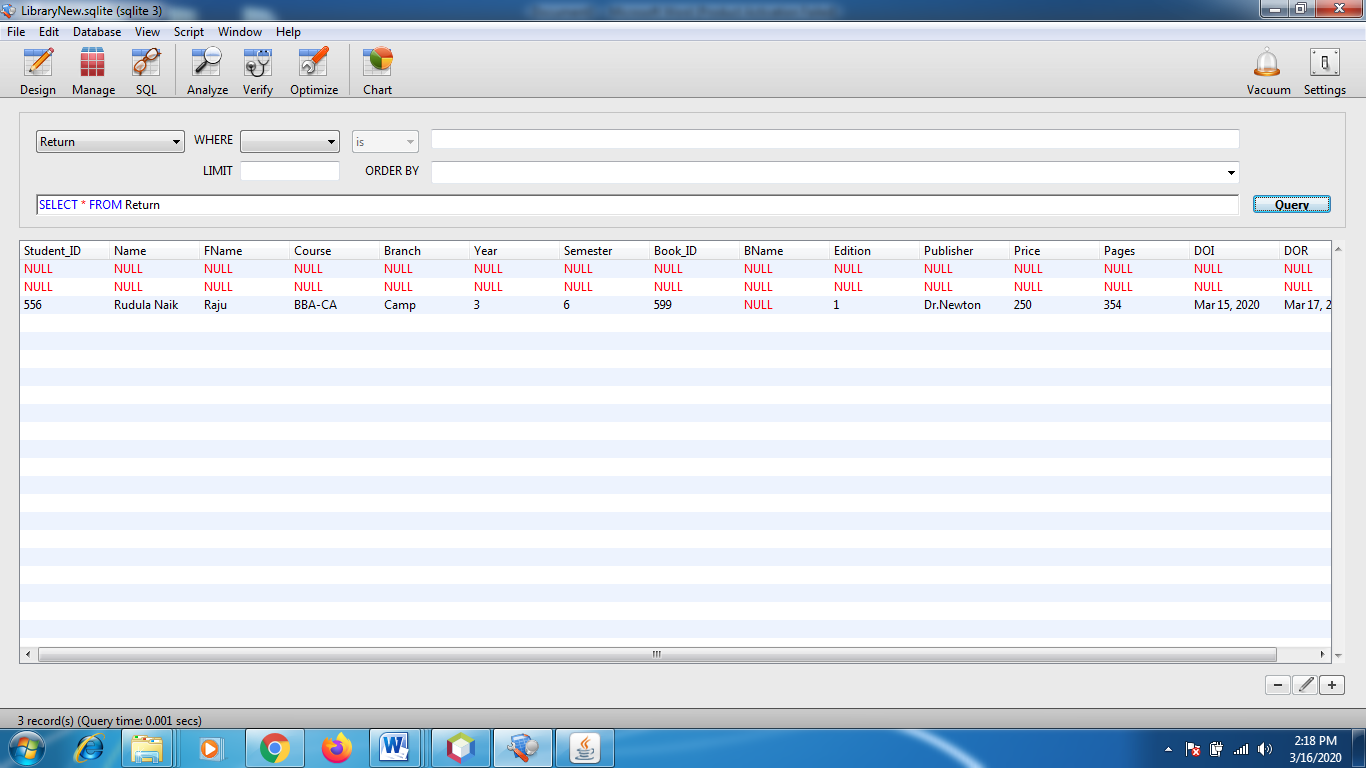 LibraryNew.sqlite (sqlite 3)
File Edit Database View Script Window Help
Design Manage SQL Analyze Verify Optimize Chart Vacuum Settings
Return WHERE is
LIMIT ORDER BY
SELECT * FROM Return Query
Student_ID Name FName Course Branch Year Semester Book_ID BName Edition Publisher Price Pages DOI DOR
NULL NULL NULL NULL NULL NULL NULL NULL NULL NULL NULL NULL NULL NULL NULL
NULL NULL NULL NULL NULL NULL NULL NULL NULL NULL NULL NULL NULL NULL NULL
556 Rudula Naik Raju BBA-CA Camp 3 6 599 NULL 1 Dr.Newton 250 354 Mar 15, 2020 Mar 17, 2
3 record(s) (Query time: 0.001 secs)
2:18 PM
3/16/2020